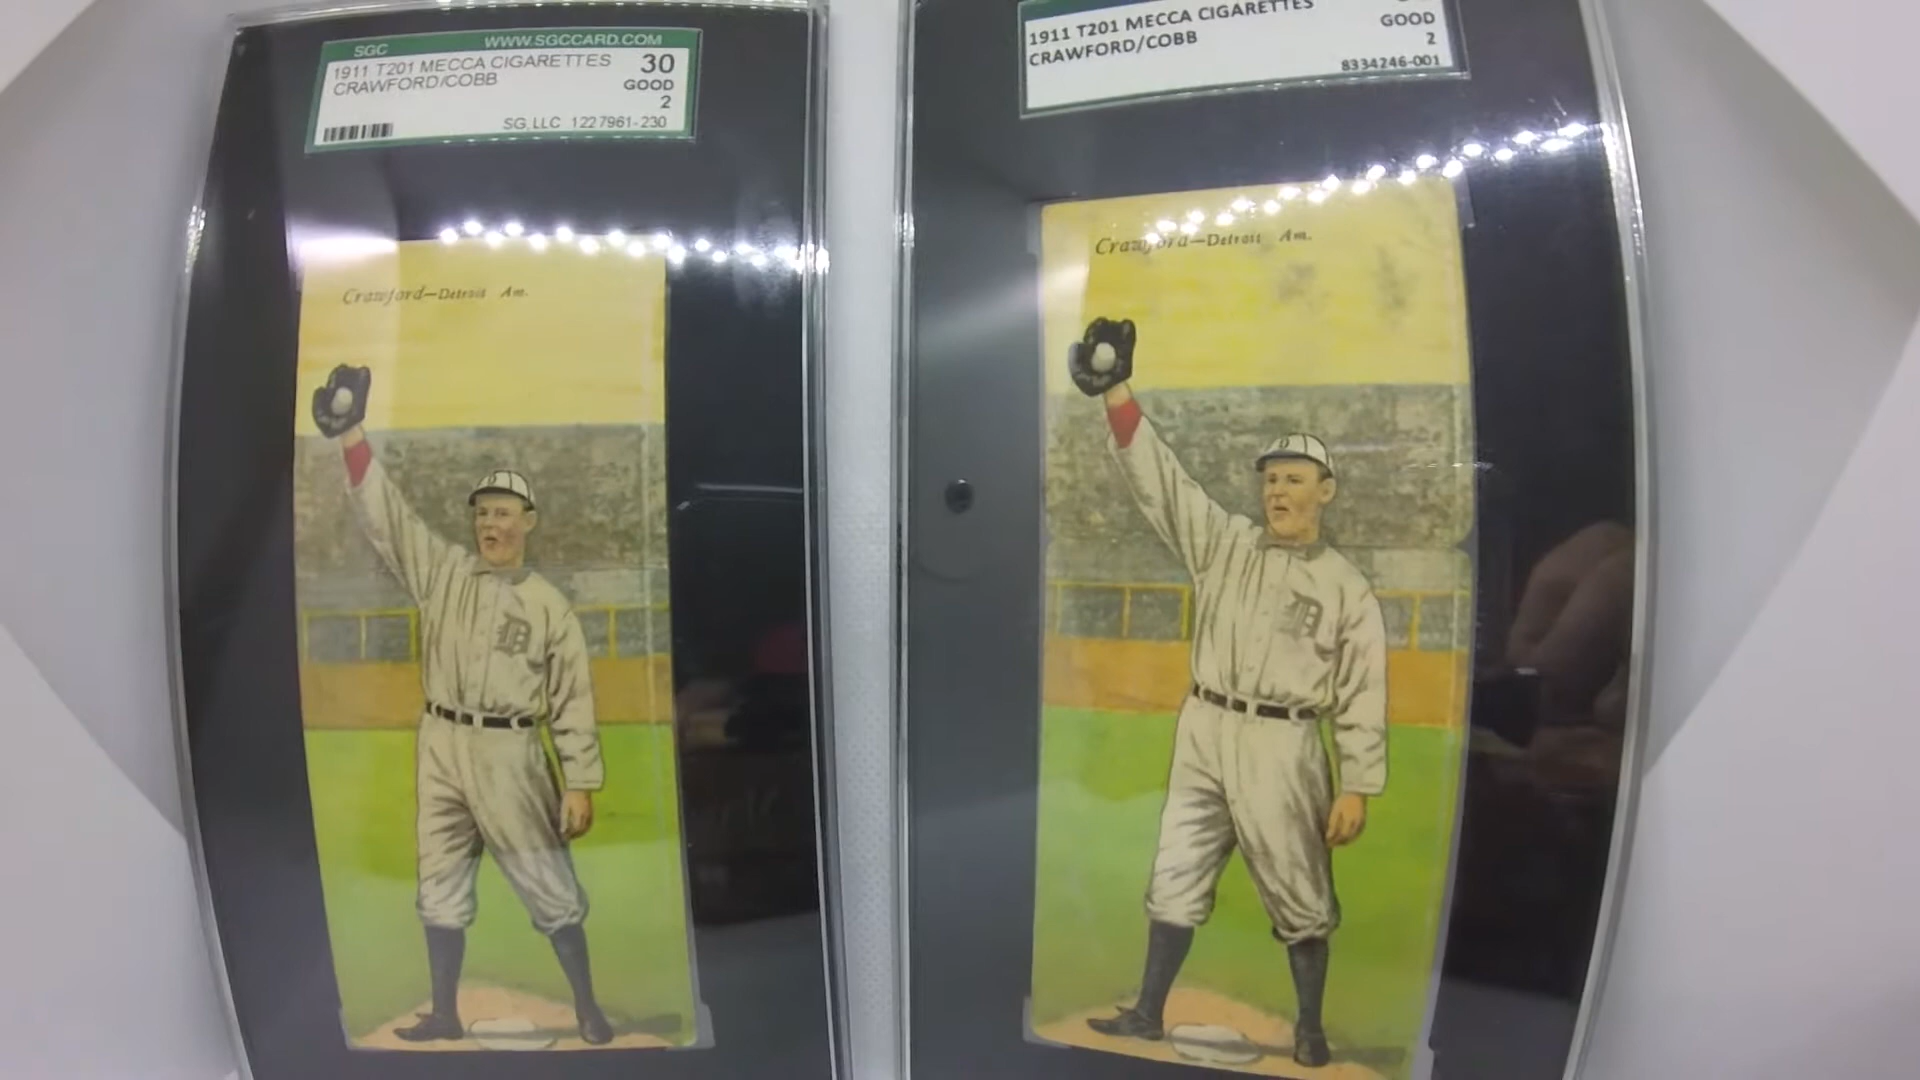 SGC WWW.SGCCARD.COM
1911 T201 MECCA CIGARETTES 30
CRAWFORD/COBB GOOD
2
SG, LLC 1227961-230
Crawford—Detroit Am.
D
D
1911 T201 MECCA CIGARETTES
CRAWFORD/COBB GOOD
2
8334246-001
Crawford—Detroit Am.
D
D